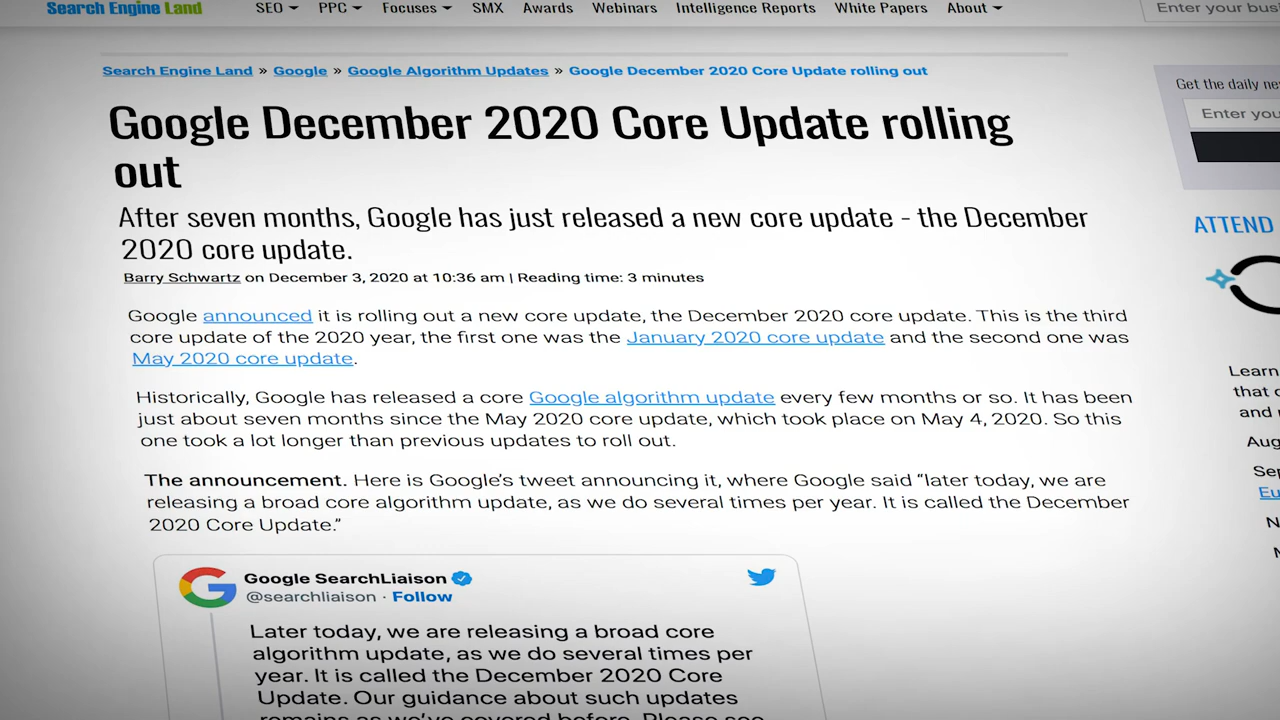 Search Engine Land
SEO PPC Focuses SMX Awards Webinars Intelligence Reports White Papers About
Enter your
Search Engine Land » Google » Google Algorithm Updates » Google December 2020 Core Update rolling out
Get the daily
Enter
Google December 2020 Core Update rolling
out
After seven months, Google has just released a new core update - the December
2020 core update.
Barry Schwartz on December 3, 2020 at 10:36 am | Reading time: 3 minutes
ATTEND
Google announced it is rolling out a new core update, the December 2020 core update. This is the third
core update of the 2020 year, the first one was the January 2020 core update and the second one was
May 2020 core update.
Historically, Google has released a core Google algorithm update every few months or so. It has been
just about seven months since the May 2020 core update, which took place on May 4, 2020. So this
one took a lot longer than previous updates to roll out.
Learn
that
and
The announcement. Here is Google's tweet announcing it, where Google said “later today, we are
releasing a broad core algorithm update, as we do several times per year. It is called the December
2020 Core Update.”
Google SearchLiaison
@searchliaison · Follow
Later today, we are releasing a broad core
algorithm update, as we do several times per
year. It is called the December 2020 Core
Update. Our guidance about such updates
remains as we've covered before. Please see